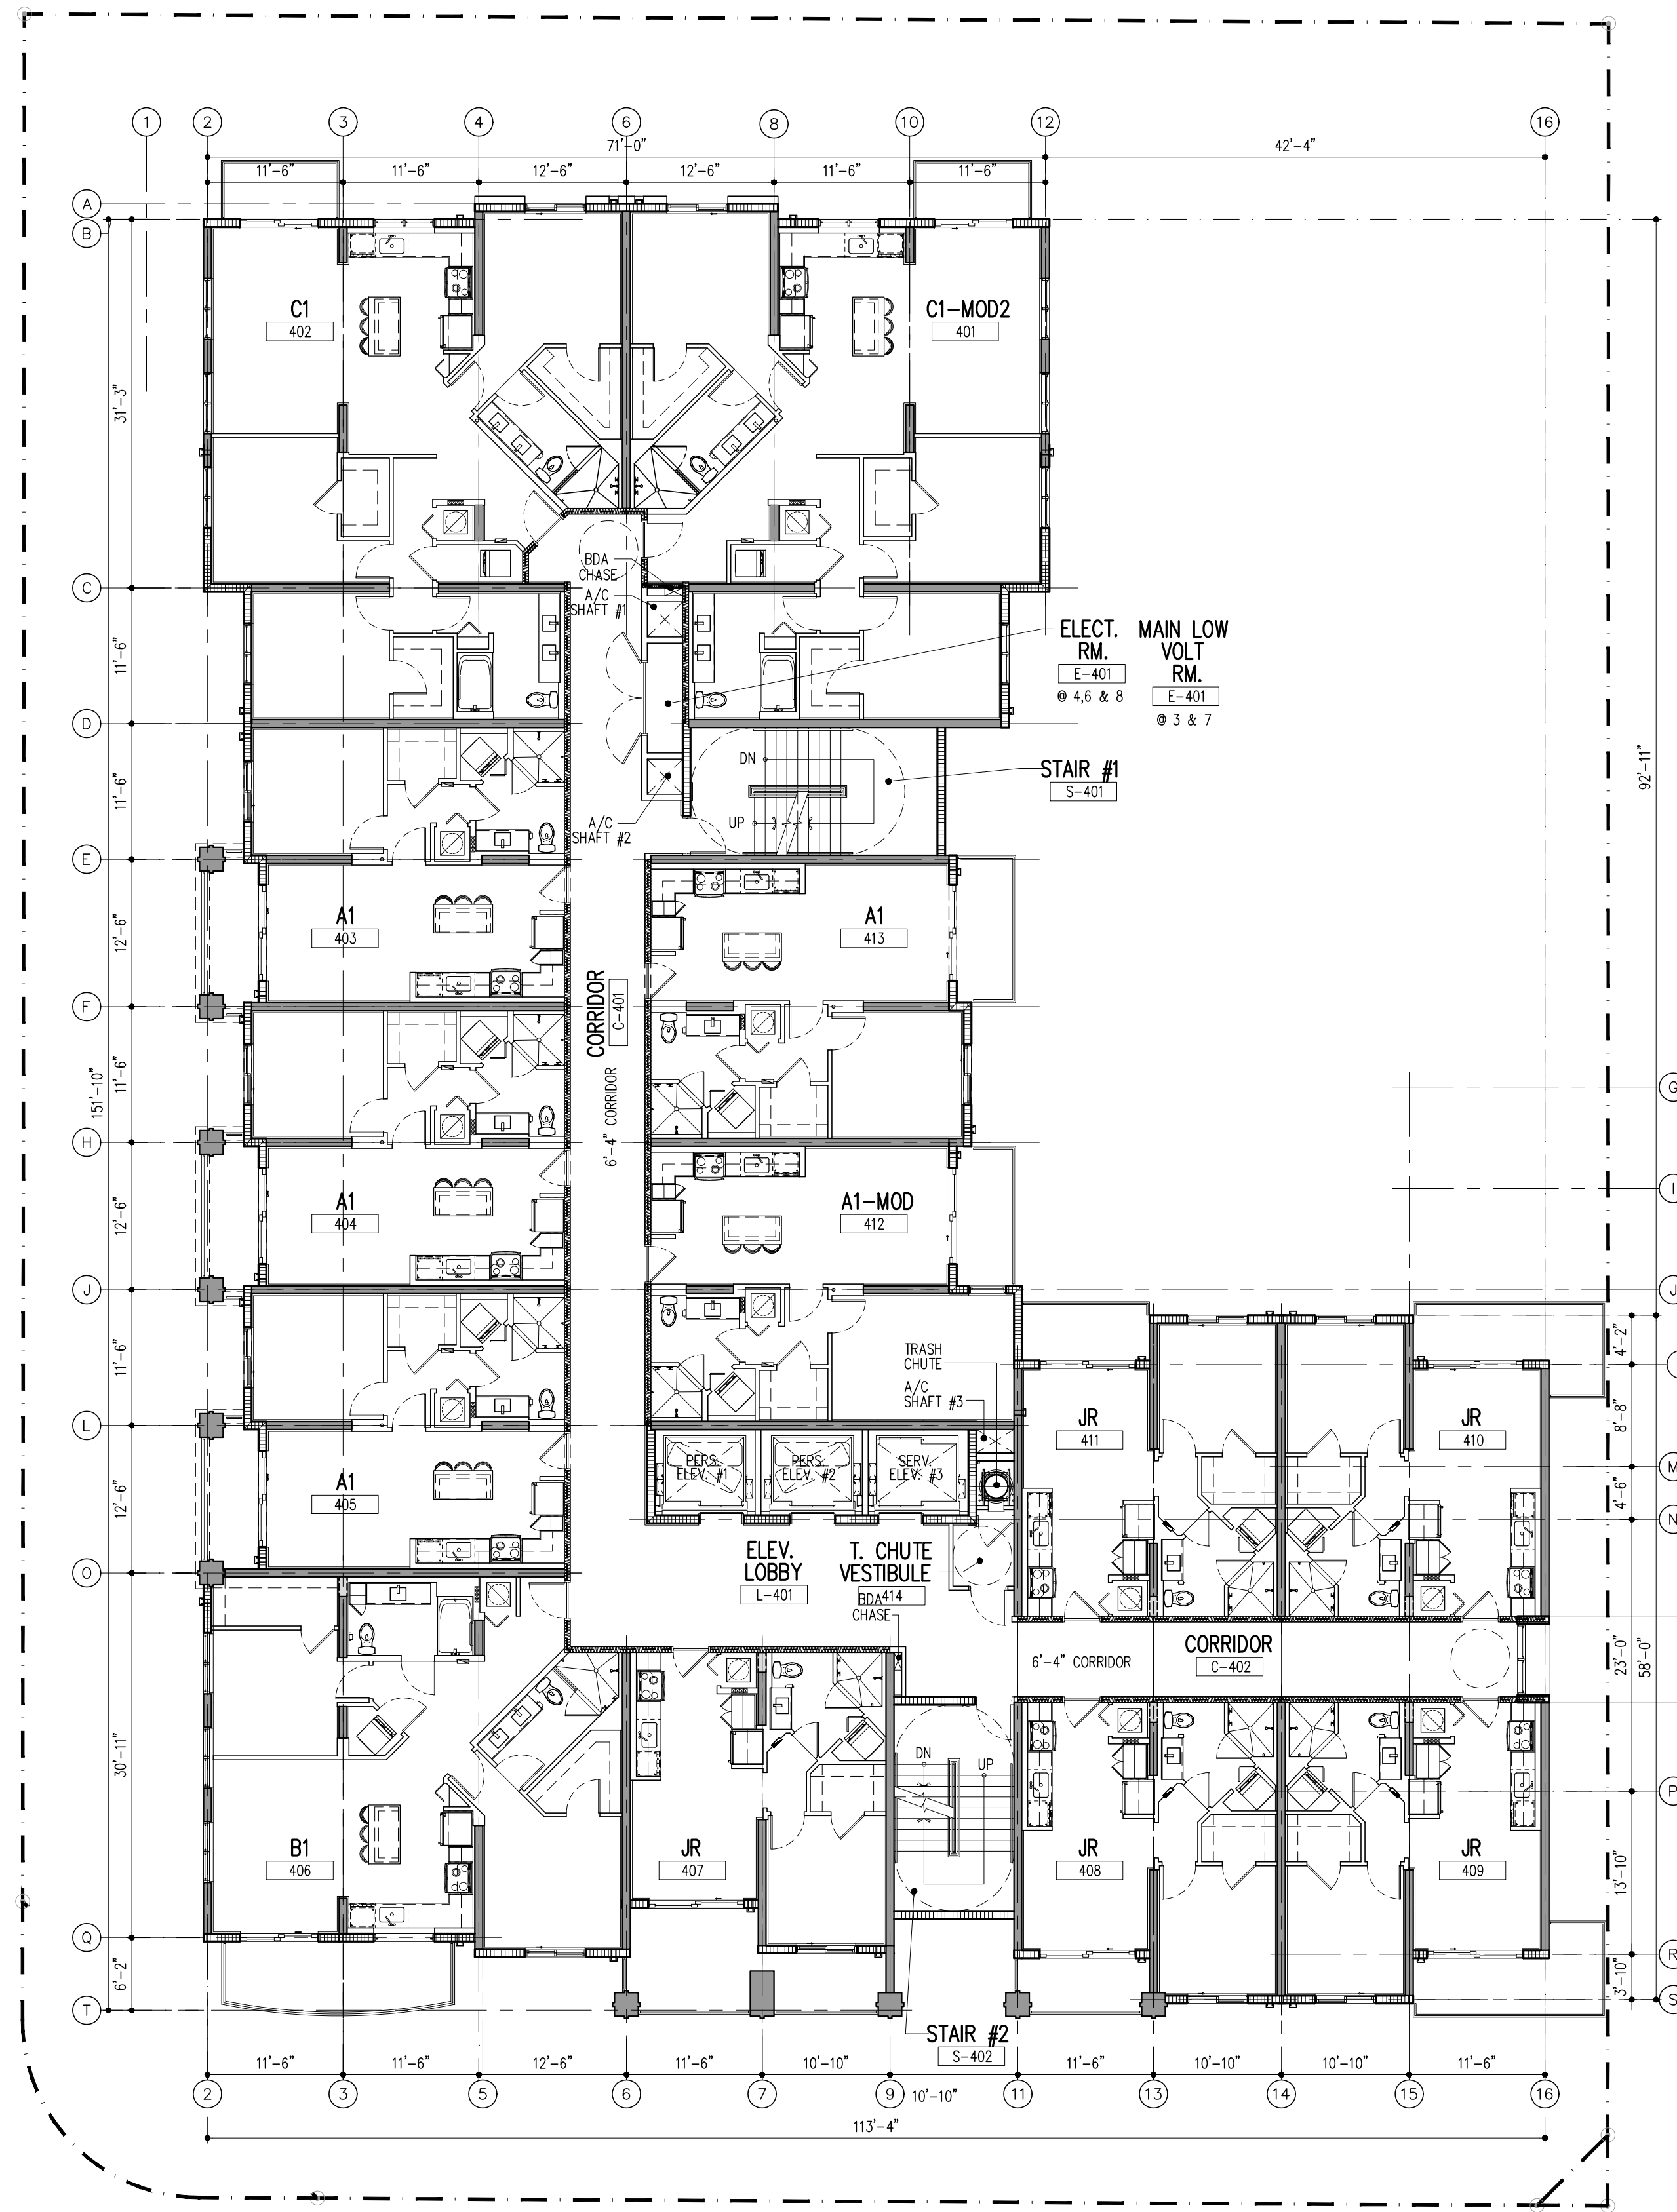 1 2 3 4 6 8 10 12 16
71'-0" 42'-4"
11'-6" 11'-6" 12'-6" 12'-6" 11'-6" 11'-6"
A
B
C1
402
C1-MOD2
401
31'-3"
BDA
CHASE
C
A/C
SHAFT #1
ELECT.
RM.
E-401
@ 4,6 & 8
MAIN LOW
VOLT
RM.
E-401
@ 3 & 7
11'-6"
D
DN
UP
STAIR #1
S-401
92'-11"
11'-6"
A/C
SHAFT #2
E
A1
403
A1
413
12'-6"
CORRIDOR
C-401
6'-4" CORRIDOR
F
151'-10"
11'-6"
G
H
I
A1
404
A1-MOD
412
12'-6"
J
J
11'-6"
TRASH
CHUTE
A/C
SHAFT #3
4'-2"
8'-8"
JR
411
JR
410
L
M
PERS.
ELEV. #1
PERS.
ELEV. #2
SERV.
ELEV. #3
A1
405
12'-6"
4'-6"
N
ELEV.
LOBBY
L-401
T. CHUTE
VESTIBULE
414
BDA
CHASE
O
6'-4" CORRIDOR
CORRIDOR
C-402
23'-0"
58'-0"
30'-11"
DN
UP
P
B1
406
JR
407
JR
408
JR
409
13'-10"
Q
R
6'-2"
3'-10"
T
S
STAIR #2
S-402
11'-6" 11'-6" 12'-6" 11'-6" 10'-10" 11'-6" 10'-10" 10'-10" 11'-6"
2 3 5 6 7 9 10'-10" 11 13 14 15 16
113'-4"